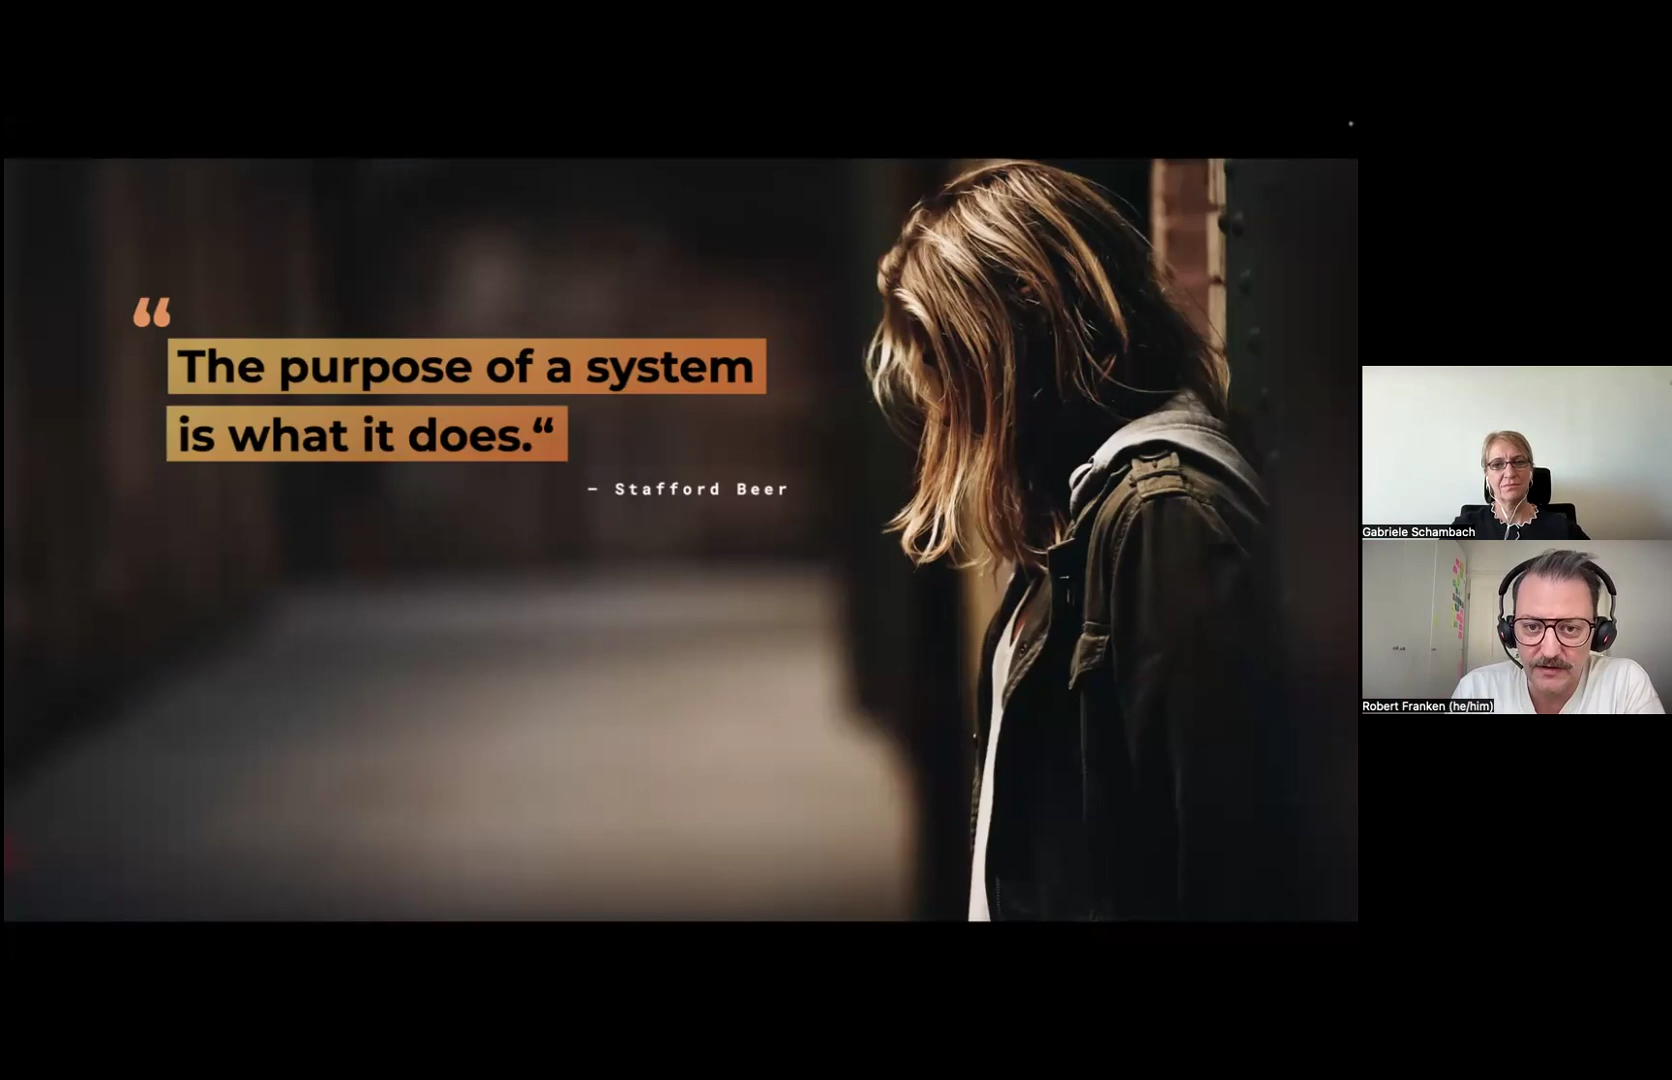 “
The purpose of a system
is what it does.“
– Stafford Beer
Gabriele Schambach
Robert Franken (he/him)